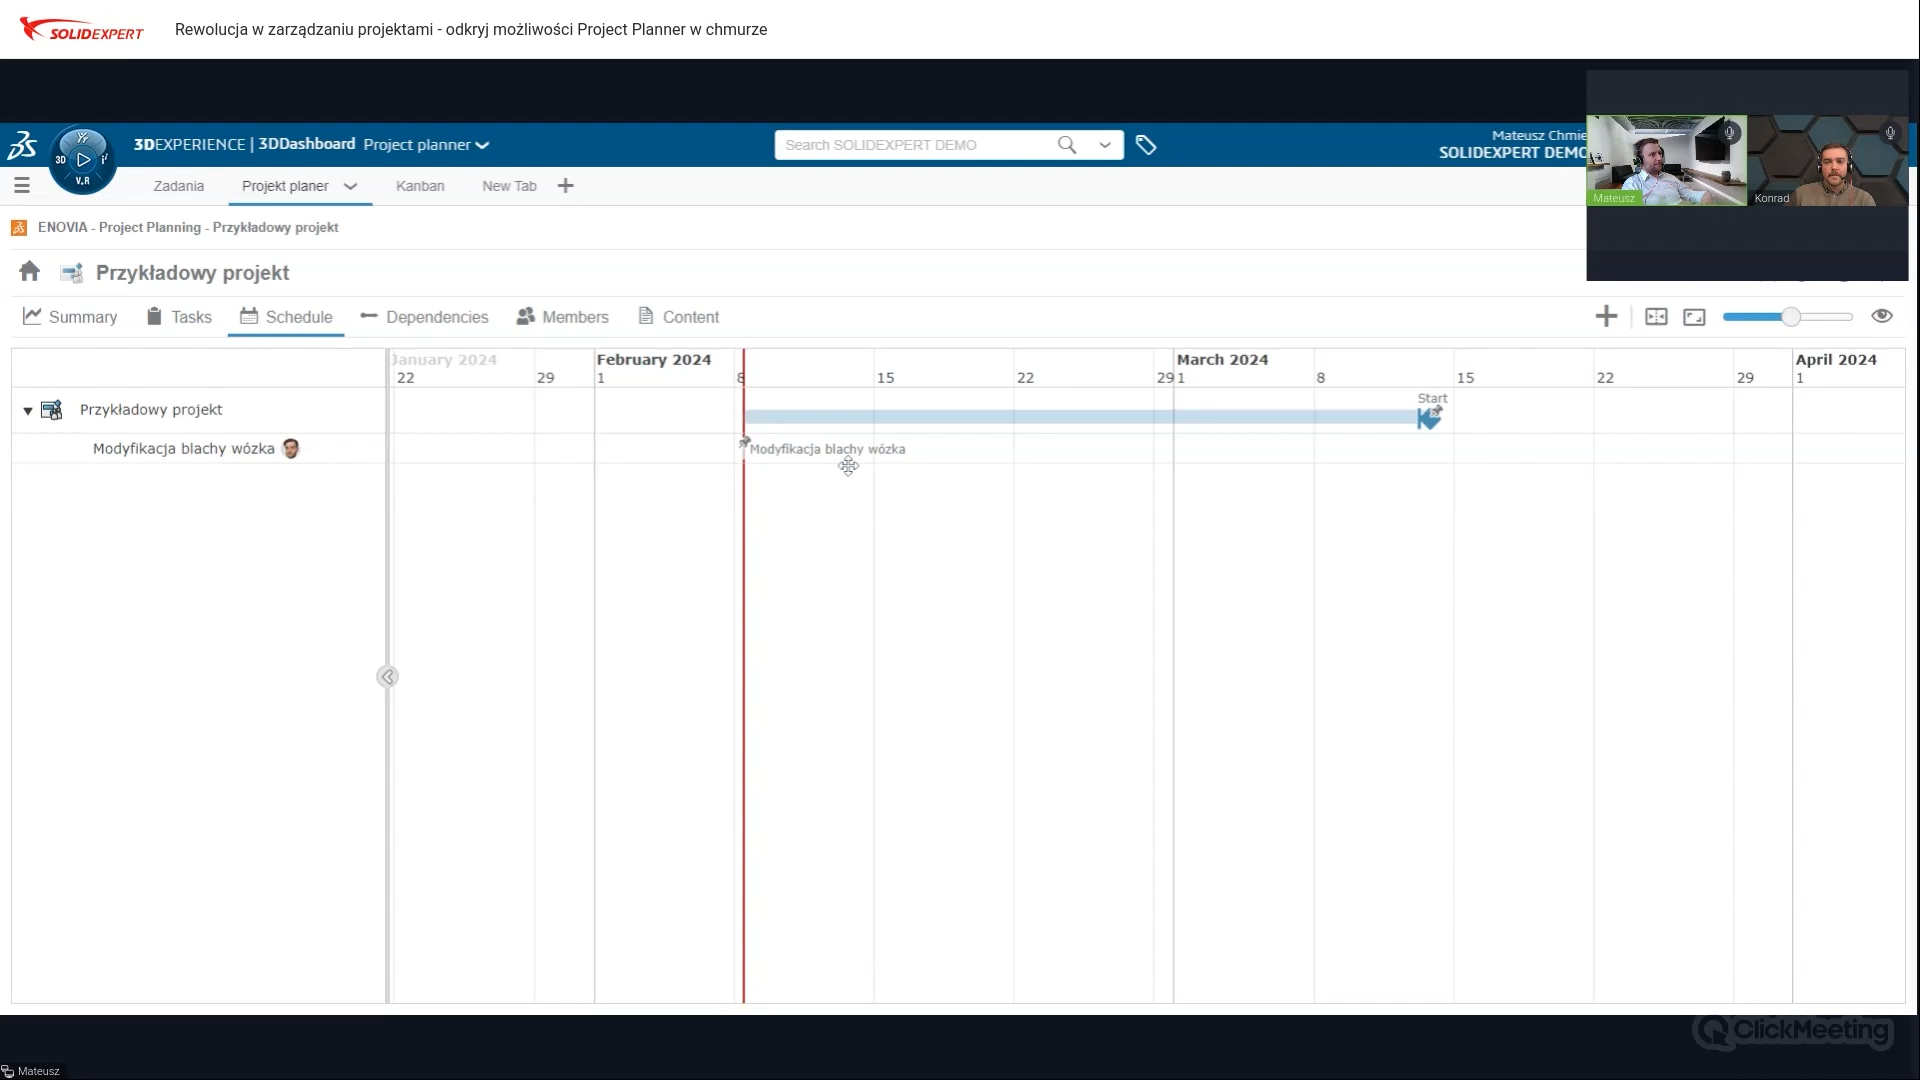 SOLIDEXPERT
Rewolucja w zarządzaniu projektami - odkryj możliwości Project Planner w chmurze
3DEXPERIENCE | 3DDashboard Project planner
Search SOLIDEXPERT DEMO
Mateusz Chmie
SOLIDEXPERT DEMO
3D
V.R
Mateusz
Konrad
Zadania
Projekt planer
Kanban
New Tab
ENOVIA - Project Planning - Przykładowy projekt
Przykładowy projekt
Summary
Tasks
Schedule
Dependencies
Members
Content
January 2024
February 2024
March 2024
April 2024
22
29
1
8
15
22
29
1
8
15
22
29
1
Start
Przykładowy projekt
Modyfikacja blachy wózka
Modyfikacja blachy wózka
ClickMeeting
Mateusz